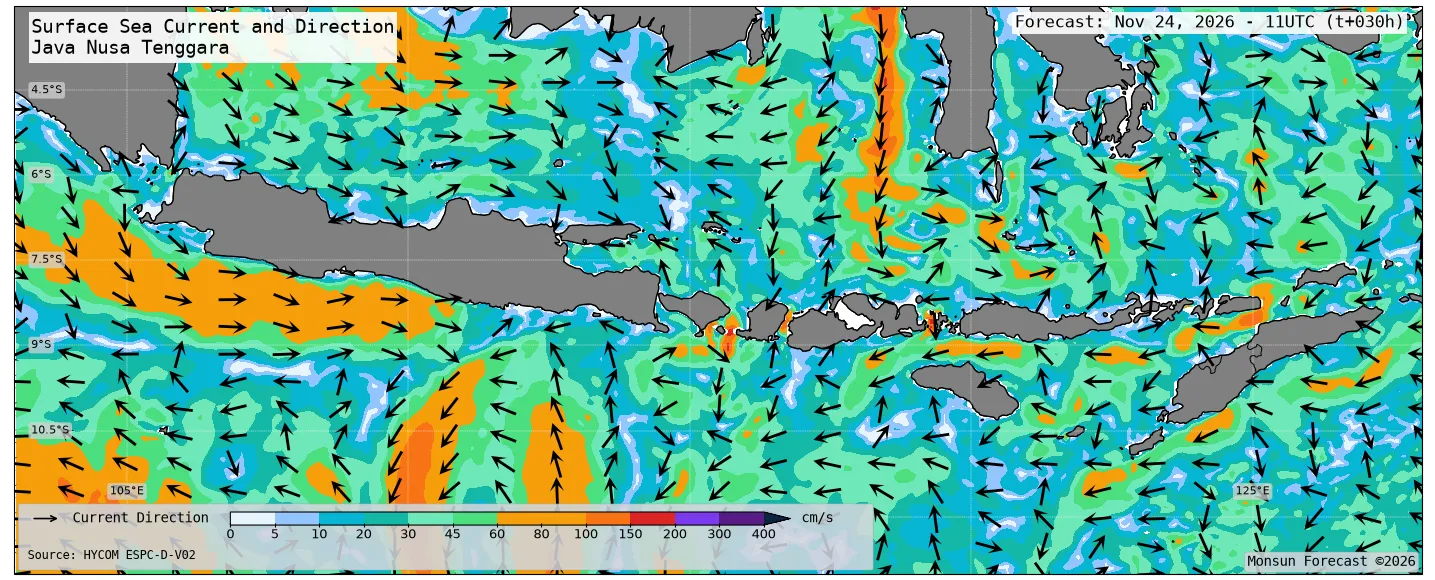 Surface Sea Current and Direction
Java Nusa Tenggara
Forecast: Nov 24, 2026 - 11UTC (t+030h)
4.5°S
6°S
7.5°S
9°S
10.5°S
105°E
125°E
Current Direction
0 5 10 20 30 45 60 80 100 150 200 300 400
cm/s
Source: HYCOM ESPC-D-V02
Monsun Forecast ©2026